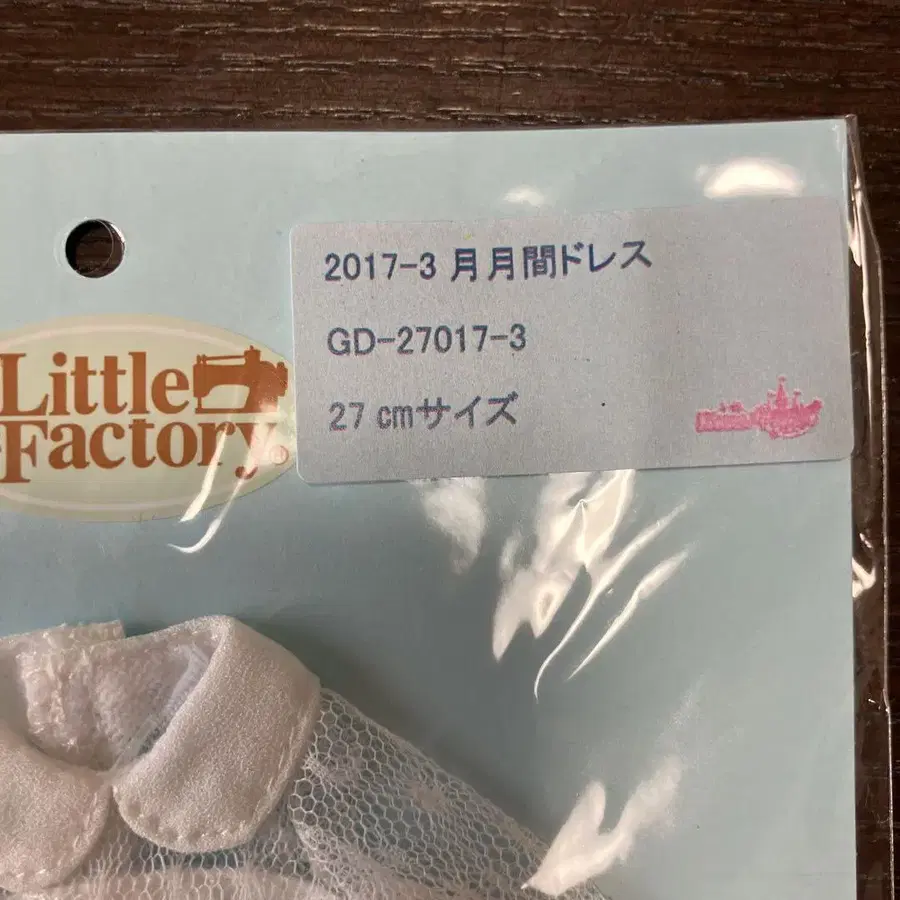 2017-3 月月間ドレス
GD-27017-3
27 cmサイズ
Little
Factory®